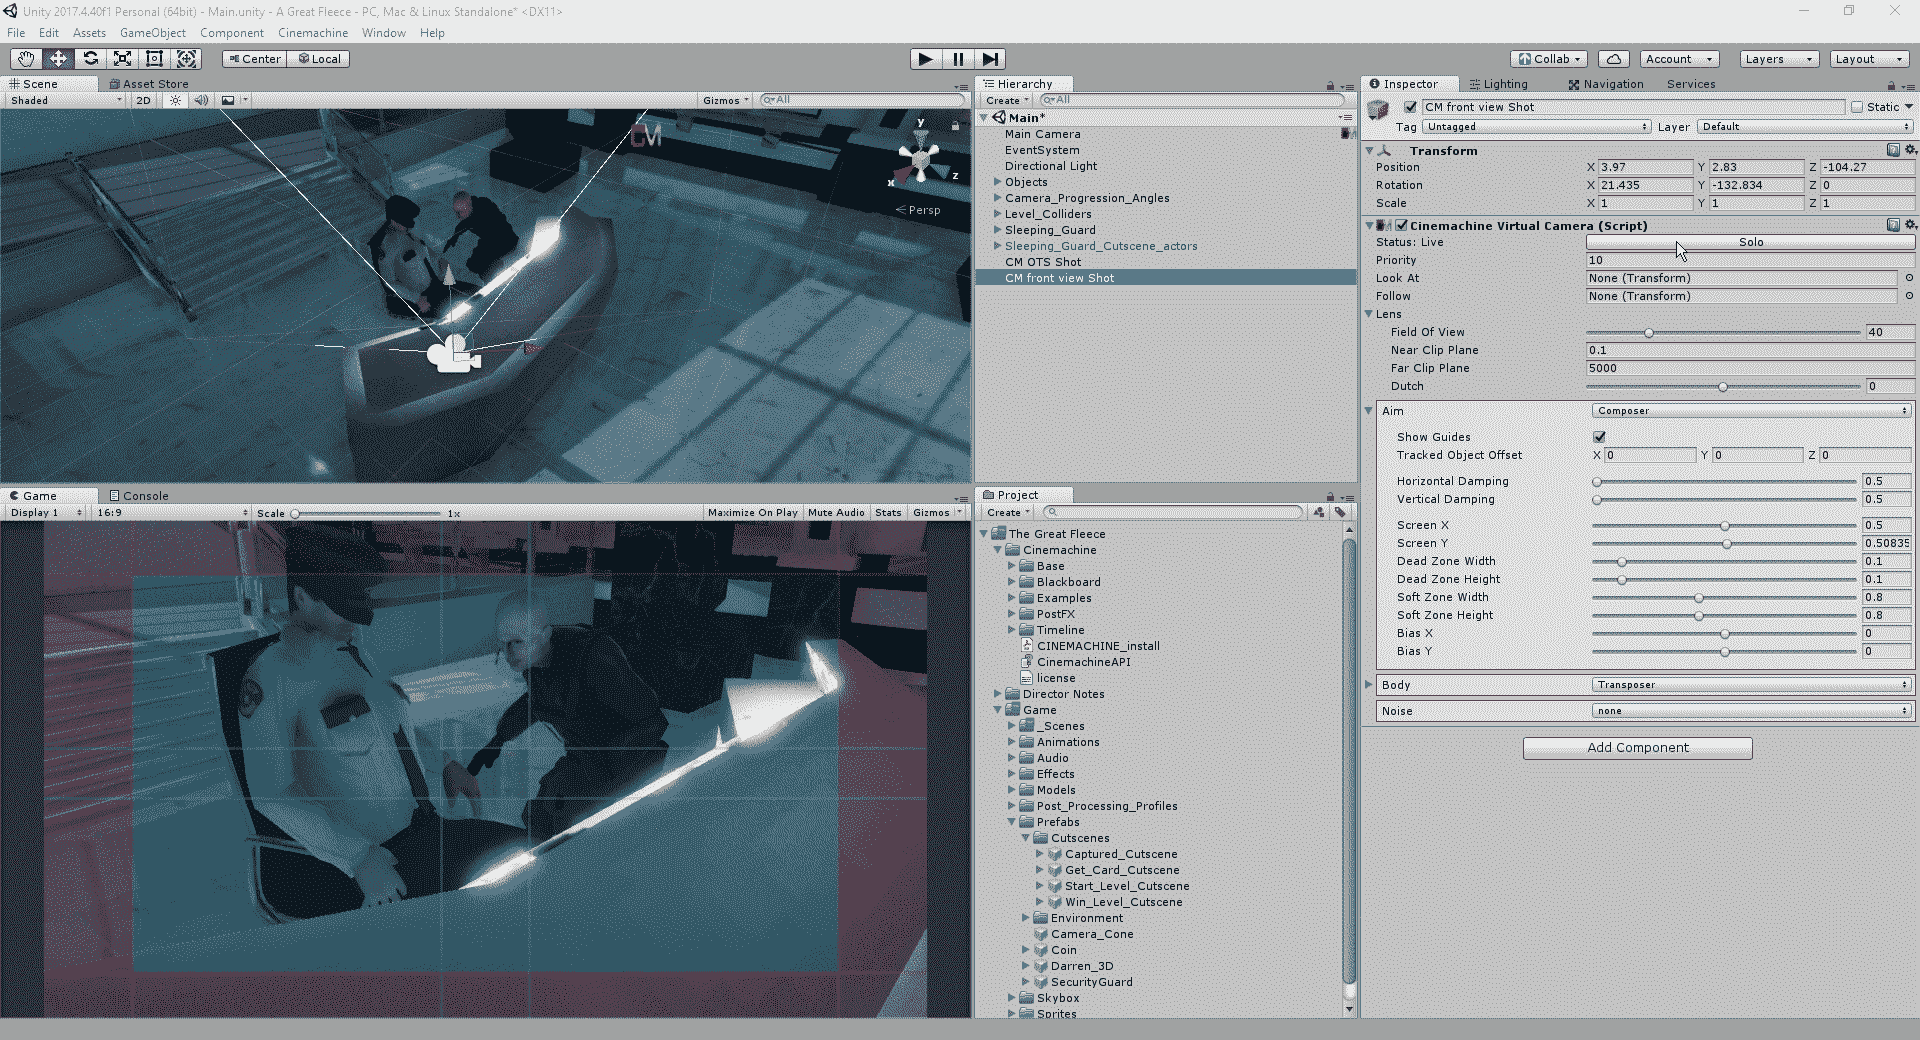 Unity 2017.4.40f1 Personal (64bit) - Main.unity - A Great Fleece - PC, Mac & Linux Standalone* <DX11>
File Edit Assets GameObject Component Cinemachine Window Help
Center Local Collab Account Layers Layout
Scene Asset Store
Shaded 2D Gizmos All
CM
y
x
z
Persp
Game Console
Display 1 16:9 Scale 1x Maximize On Play Mute Audio Stats Gizmos
Hierarchy
Create All
Main*
Main Camera
EventSystem
Directional Light
Objects
Camera_Progression_Angles
Level_Colliders
Sleeping_Guard
Sleeping_Guard_Cutscene_actors
CM OTS Shot
CM front view Shot
Project
Create
The Great Fleece
Cinemachine
Base
Blackboard
Examples
PostFX
Timeline
CINEMACHINE_install
CinemachineAPI
license
Director Notes
Game
_Scenes
Animations
Audio
Effects
Models
Post_Processing_Profiles
Prefabs
Cutscenes
Captured_Cutscene
Get_Card_Cutscene
Start_Level_Cutscene
Win_Level_Cutscene
Environment
Camera_Cone
Coin
Darren_3D
SecurityGuard
Skybox
Sprites
Inspector Lighting Navigation Services
CM front view Shot Static
Tag Untagged Layer Default
Transform
Position X 3.97 Y 2.83 Z -104.27
Rotation X 21.435 Y -132.834 Z 0
Scale X 1 Y 1 Z 1
Cinemachine Virtual Camera (Script)
Status: Live Solo
Priority 10
Look At None (Transform)
Follow None (Transform)
Lens
Field Of View 40
Near Clip Plane 0.1
Far Clip Plane 5000
Dutch 0
Aim Composer
Show Guides
Tracked Object Offset X 0 Y 0 Z 0
Horizontal Damping 0.5
Vertical Damping 0.5
Screen X 0.5
Screen Y 0.50835
Dead Zone Width 0.1
Dead Zone Height 0.1
Soft Zone Width 0.8
Soft Zone Height 0.8
Bias X 0
Bias Y 0
Body Transposer
Noise none
Add Component